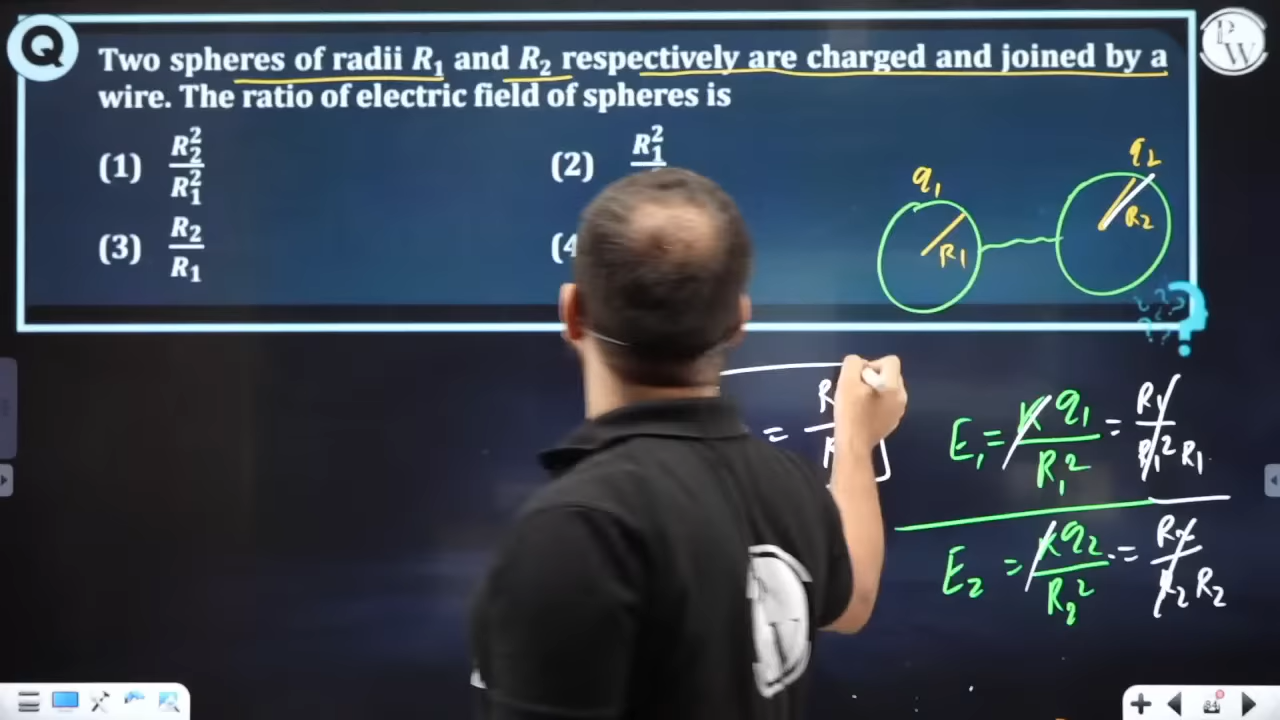 Q
Two spheres of radii R₁ and R₂ respectively are charged and joined by a
wire. The ratio of electric field of spheres is
(1) R₂²/R₁²
(2) R₁²/
(3) R₂/R₁
(4
q₁
R₁
q₂
R₂
P
W
= R/R
E₁ = Kq₁/R₁² = R₁/R₁² R₁
E₂ = Kq₂/R₂² = R₂/R₂ R₂
84